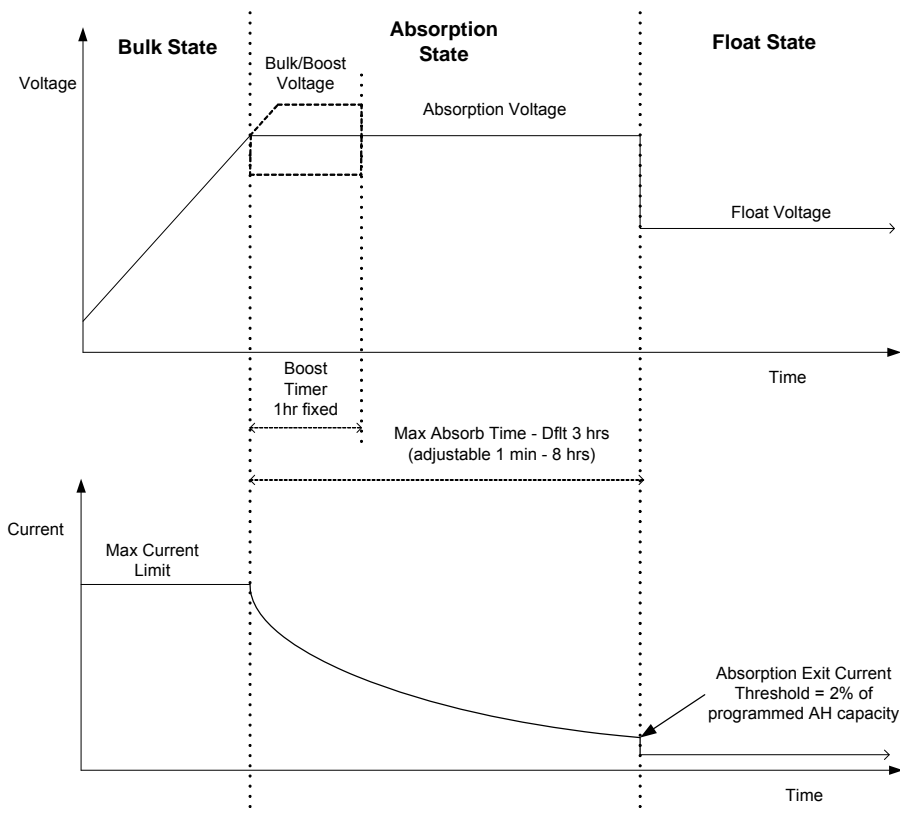 Bulk State
Absorption
State
Float State
Voltage
Bulk/Boost
Voltage
Absorption Voltage
Float Voltage
Time
Boost
Timer
1hr fixed
Max Absorb Time - Dflt 3 hrs
(adjustable 1 min - 8 hrs)
Current
Max Current
Limit
Absorption Exit Current
Threshold = 2% of
programmed AH capacity
Time